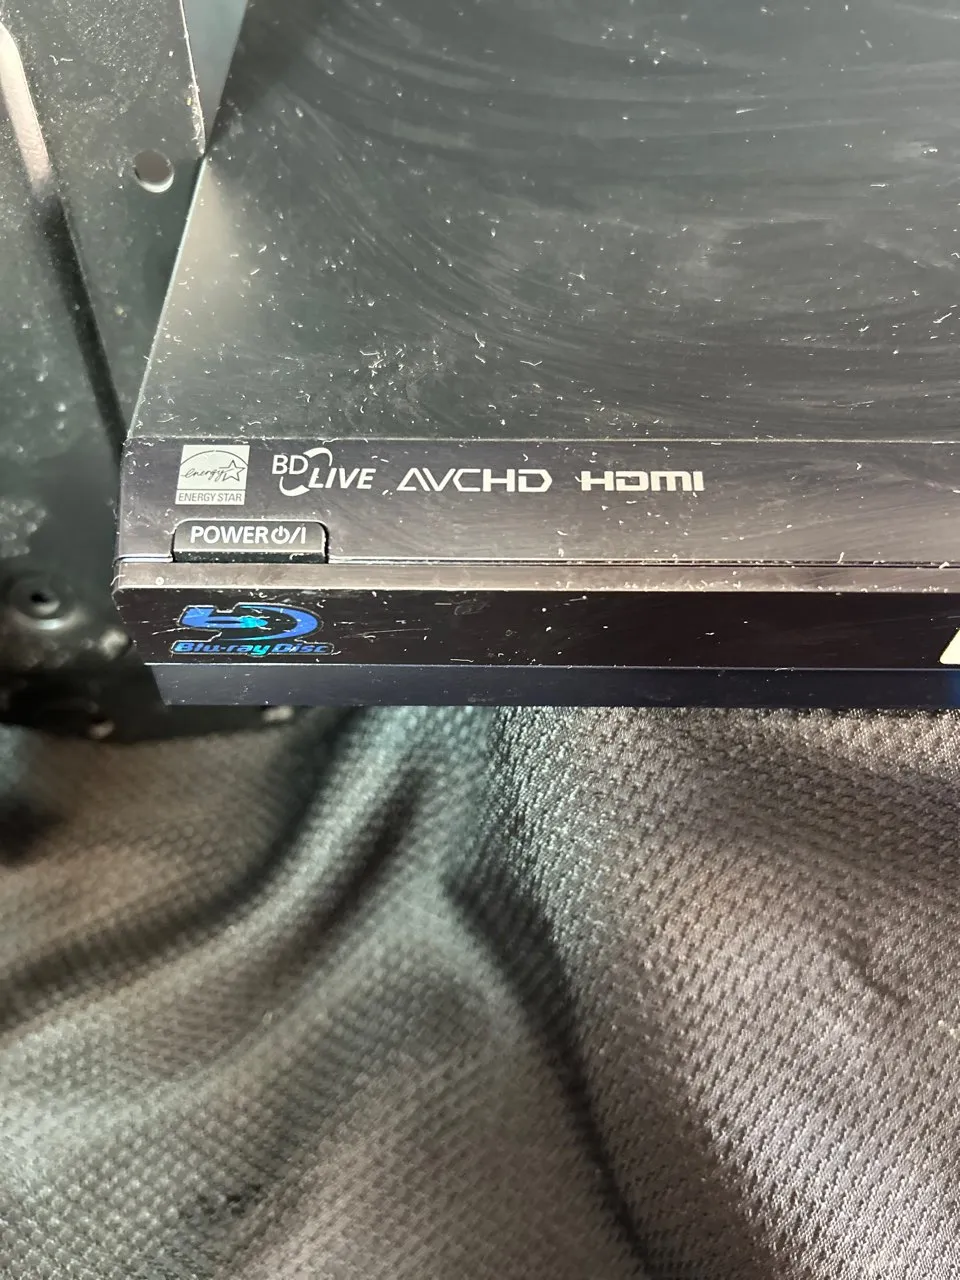 energy
ENERGY STAR
BD LIVE AVCHD HDMI
POWER⏻/I
Blu-ray Disc